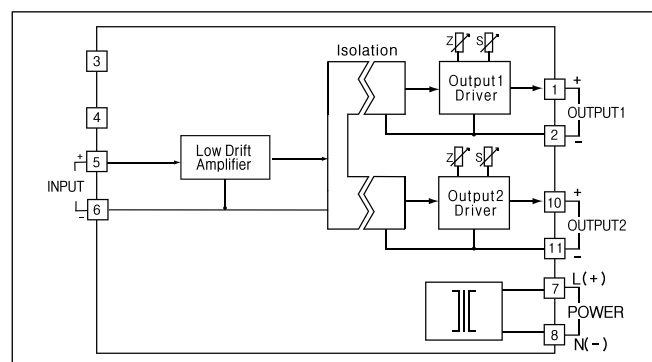 Isolation
3
Z
S
Output1
Driver
1
+
OUTPUT1
2
-
4
5
+
INPUT
-
6
Low Drift
Amplifier
Z
S
Output2
Driver
10
+
OUTPUT2
11
-
7
L(+)
POWER
8
N(-)